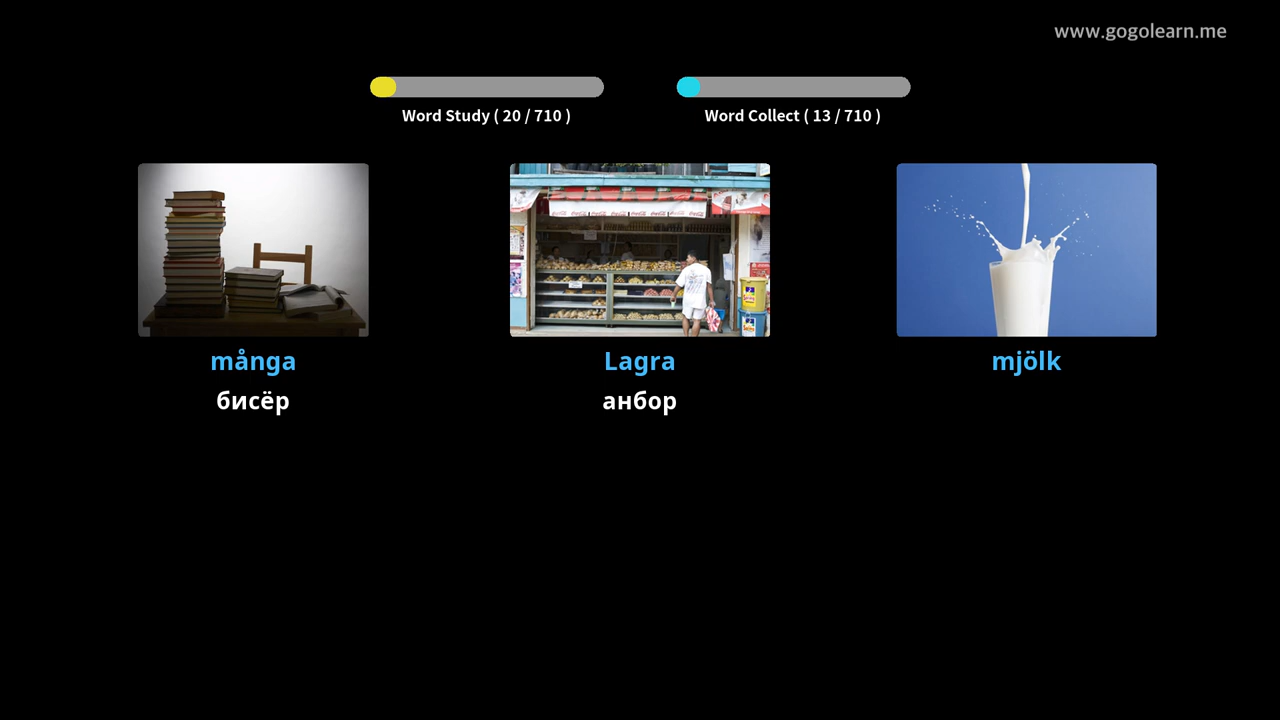 www.gogolearn.me
Word Study ( 20 / 710 )
Word Collect ( 13 / 710 )
många
Lagra
mjölk
бисёр
анбор